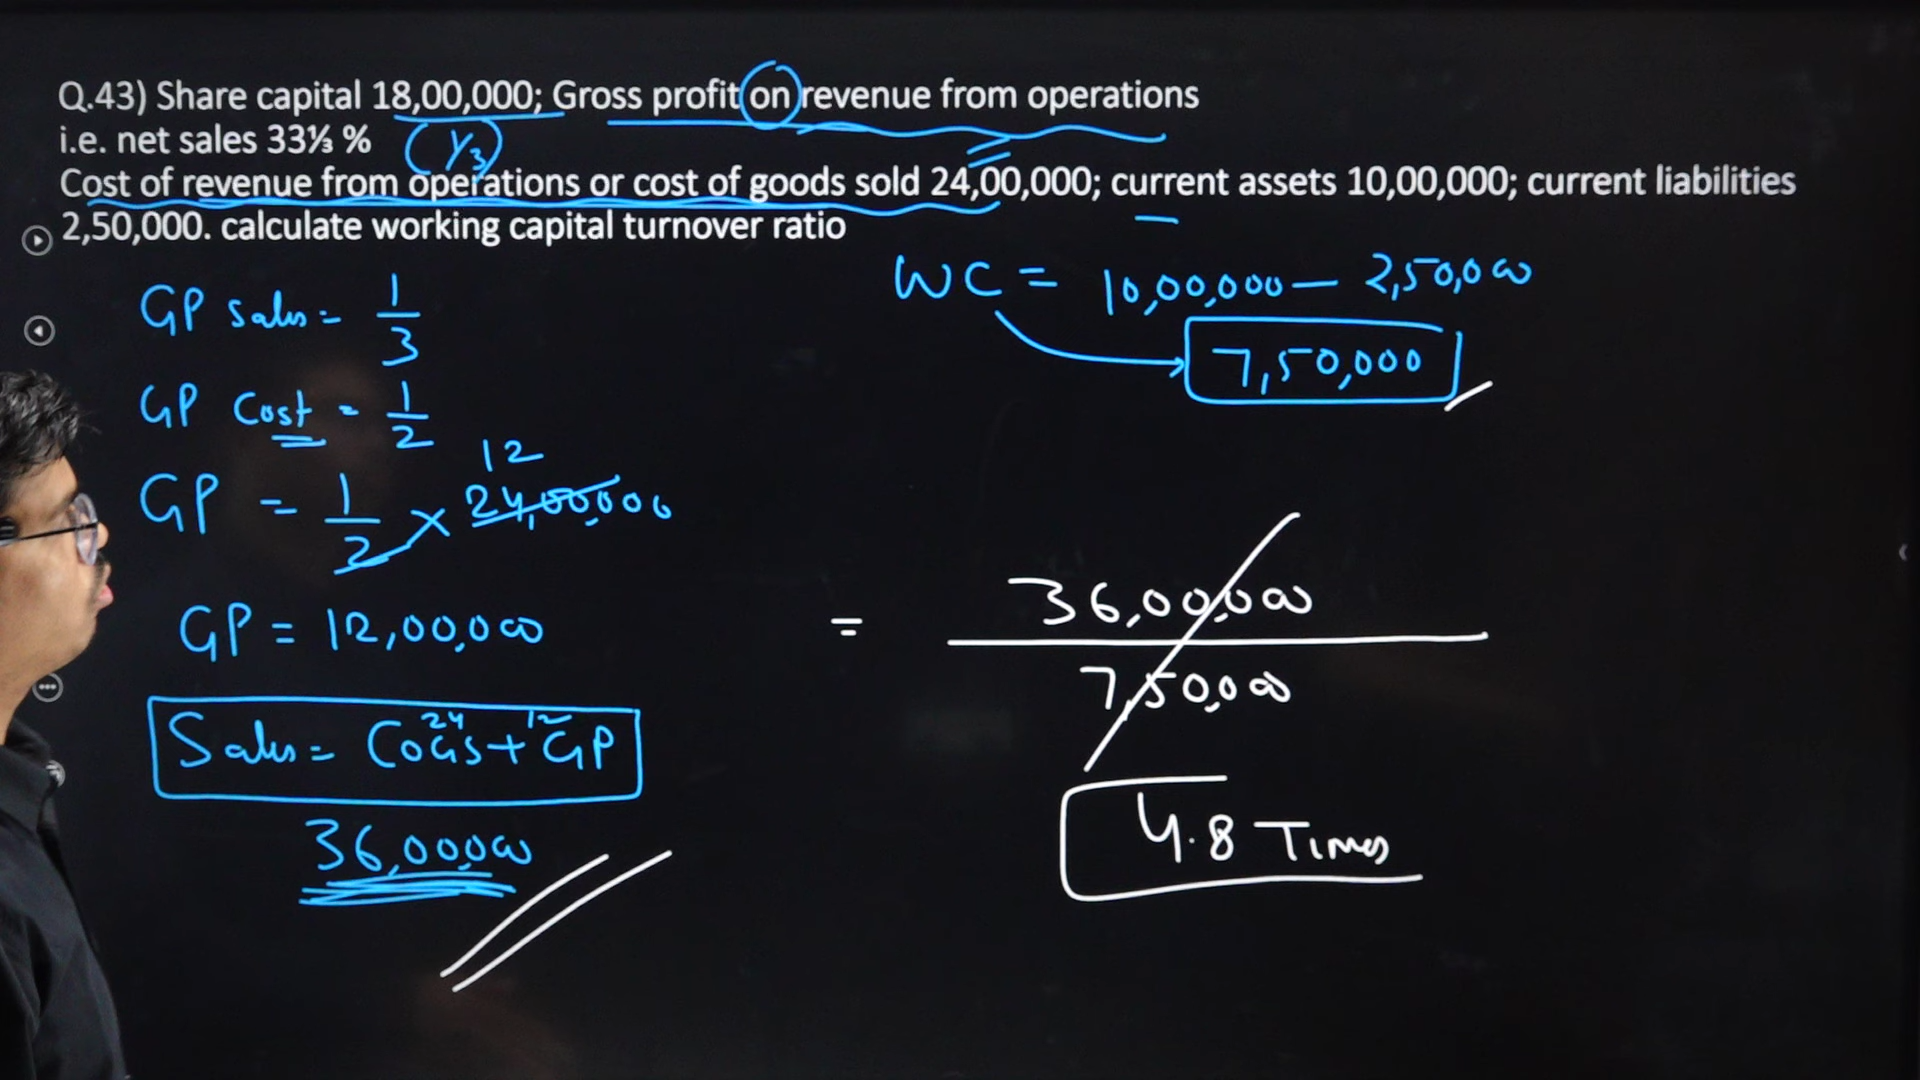 Q.43) Share capital 18,00,000; Gross profit on revenue from operations
i.e. net sales 33⅓ %
(1/3)
Cost of revenue from operations or cost of goods sold 24,00,000; current assets 10,00,000; current liabilities
2,50,000. calculate working capital turnover ratio
GP Sales = 1/3
GP Cost = 1/2
12
GP = 1/2 × 24,00,000
GP = 12,00,000
24 12
Sales = COGS + GP
36,00,000
WC = 10,00,000 – 2,50,000
7,50,000
= 36,00,000
7,50,000
4.8 Times